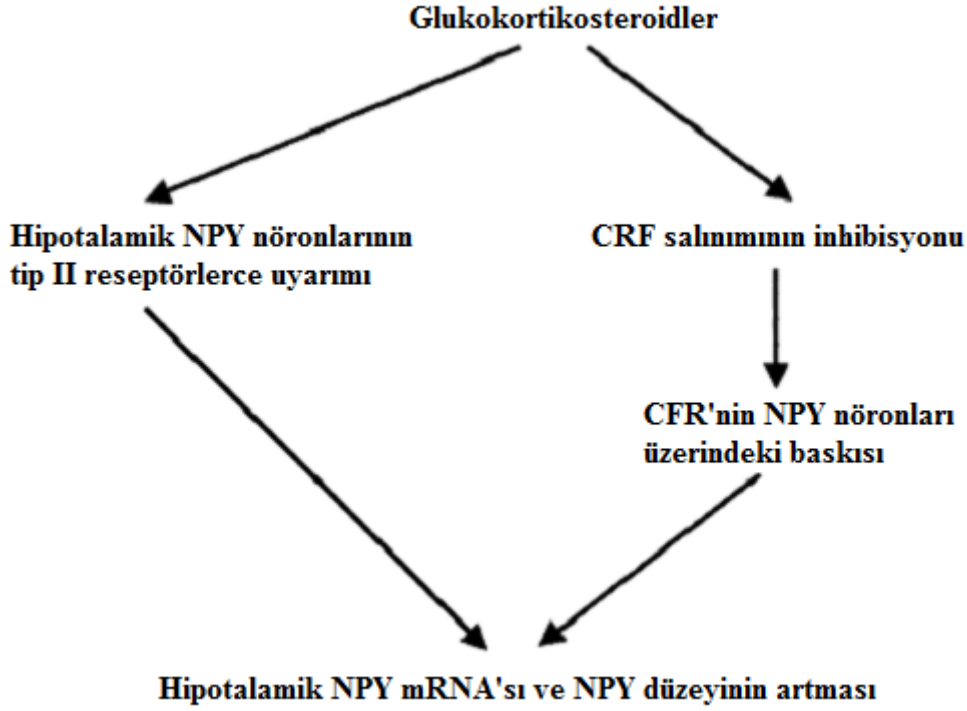 Glukokortikosteroidler
Hipotalamik NPY nöronlarının
tip II reseptörlerce uyarımı
CRF salınımının inhibisyonu
CFR'nin NPY nöronları
üzerindeki baskısı
Hipotalamik NPY mRNA'sı ve NPY düzeyinin artması